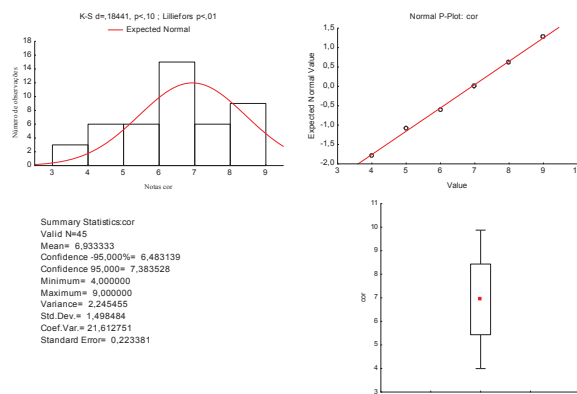 K-S d=,18441, p<,10 ; Lilliefors p<,01
Expected Normal
18
16
14
12
10
8
6
4
2
0
Número de observações
3 4 5 6 7 8 9
Notas cor
Normal P-Plot: cor
1,5
1,0
0,5
0,0
-0,5
-1,0
-1,5
-2,0
Expected Normal Value
3 4 5 6 7 8 9
Value
Summary Statistics:cor
Valid N=45
Mean= 6,933333
Confidence -95,000%= 6,483139
Confidence 95,000= 7,383528
Minimum= 4,000000
Maximum= 9,000000
Variance= 2,245455
Std.Dev.= 1,498484
Coef.Var.= 21,612751
Standard Error= 0,223381
11
10
9
8
7
6
5
4
3
cor